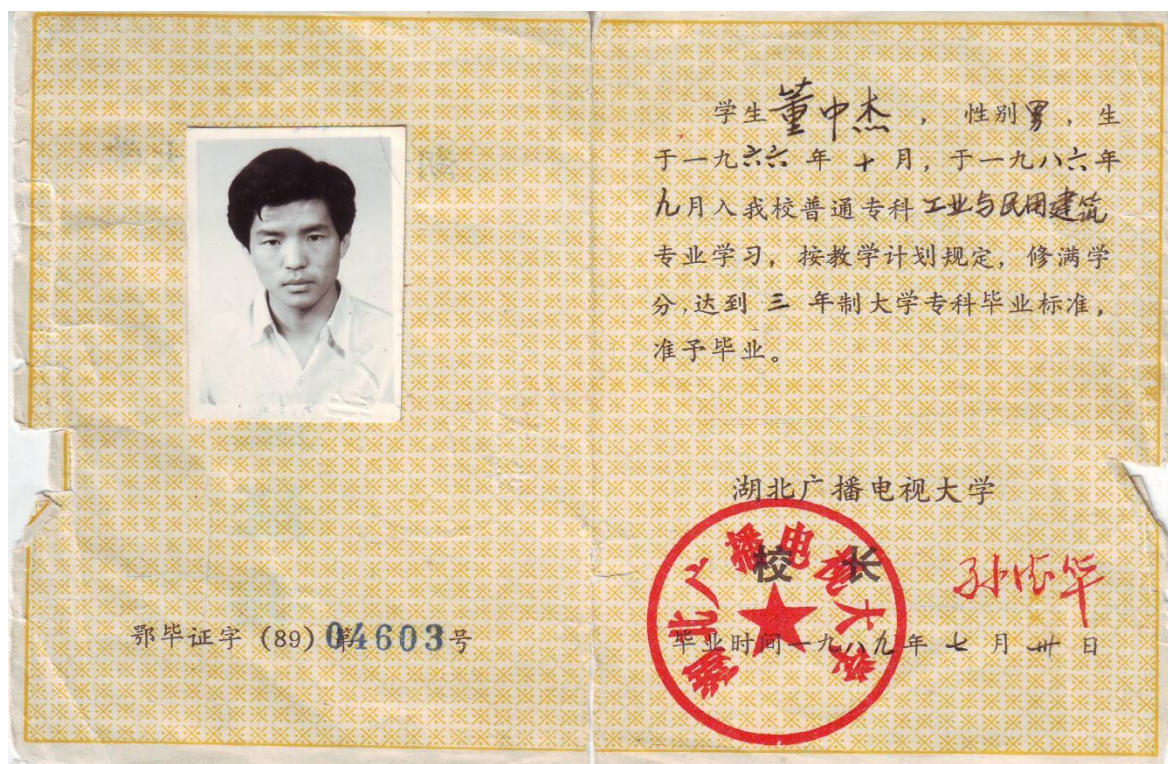 学生董中杰，性别男，生
于一九六六年十月，于一九八六年
九月入我校普通专科工业与民用建筑
专业学习，按教学计划规定，修满学
分，达到三年制大学专科毕业标准，
准予毕业。
湖北广播电视大学
校长
毕业时间一九八九年七月卅日
鄂毕证字（89）第04603号